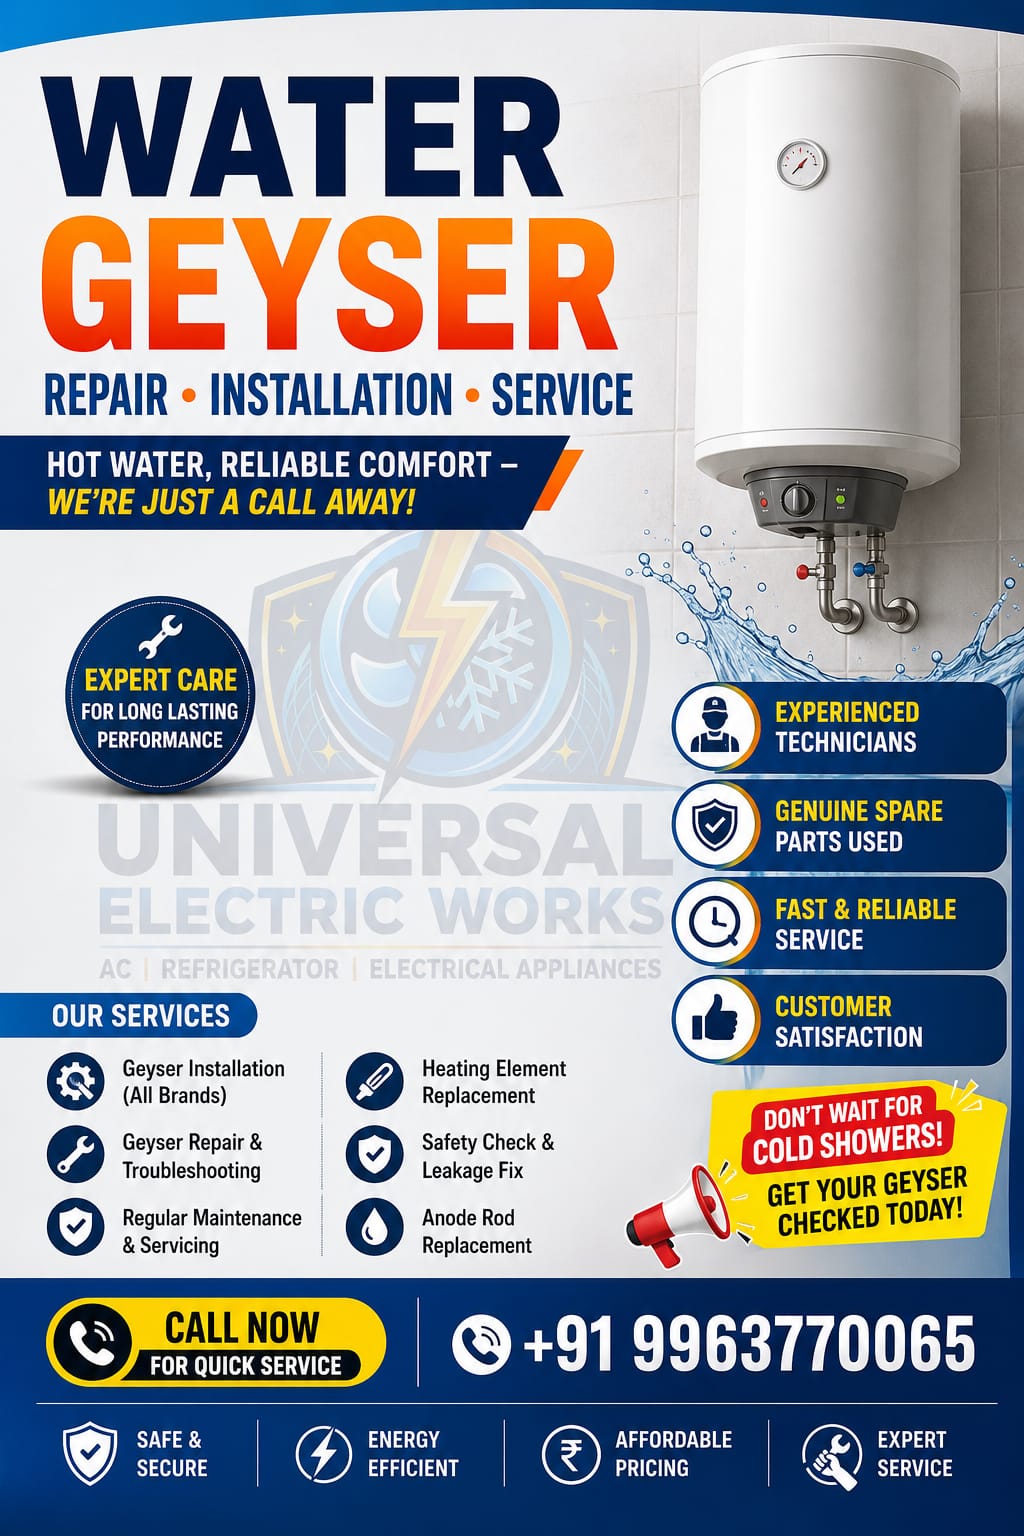 WATER
GEYSER
REPAIR • INSTALLATION • SERVICE
HOT WATER, RELIABLE COMFORT –
WE'RE JUST A CALL AWAY!
EXPERT CARE
FOR LONG LASTING
PERFORMANCE
UNIVERSAL
ELECTRIC WORKS
AC | REFRIGERATOR | ELECTRICAL APPLIANCES
EXPERIENCED
TECHNICIANS
GENUINE SPARE
PARTS USED
FAST & RELIABLE
SERVICE
CUSTOMER
SATISFACTION
OUR SERVICES
Geyser Installation
(All Brands)
Geyser Repair &
Troubleshooting
Regular Maintenance
& Servicing
Heating Element
Replacement
Safety Check &
Leakage Fix
Anode Rod
Replacement
DON'T WAIT FOR
COLD SHOWERS!
GET YOUR GEYSER
CHECKED TODAY!
CALL NOW
FOR QUICK SERVICE
+91 9963770065
SAFE &
SECURE
ENERGY
EFFICIENT
₹
AFFORDABLE
PRICING
EXPERT
SERVICE